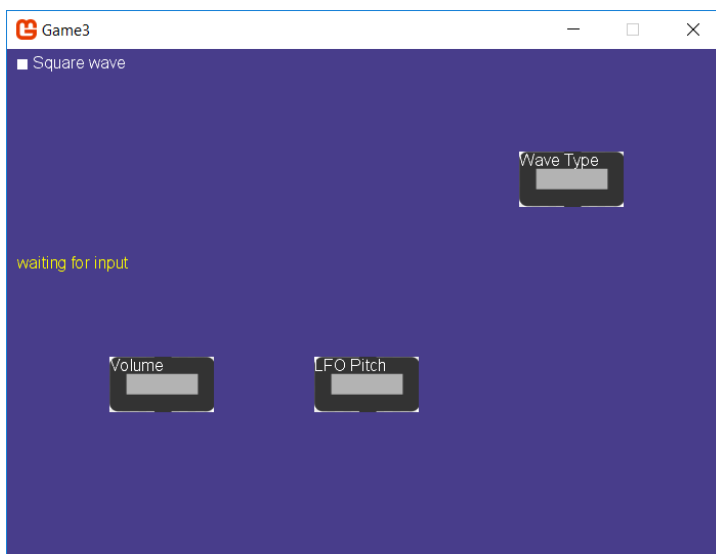 Game3
Square wave
Wave Type
waiting for input
Volume
LFO Pitch